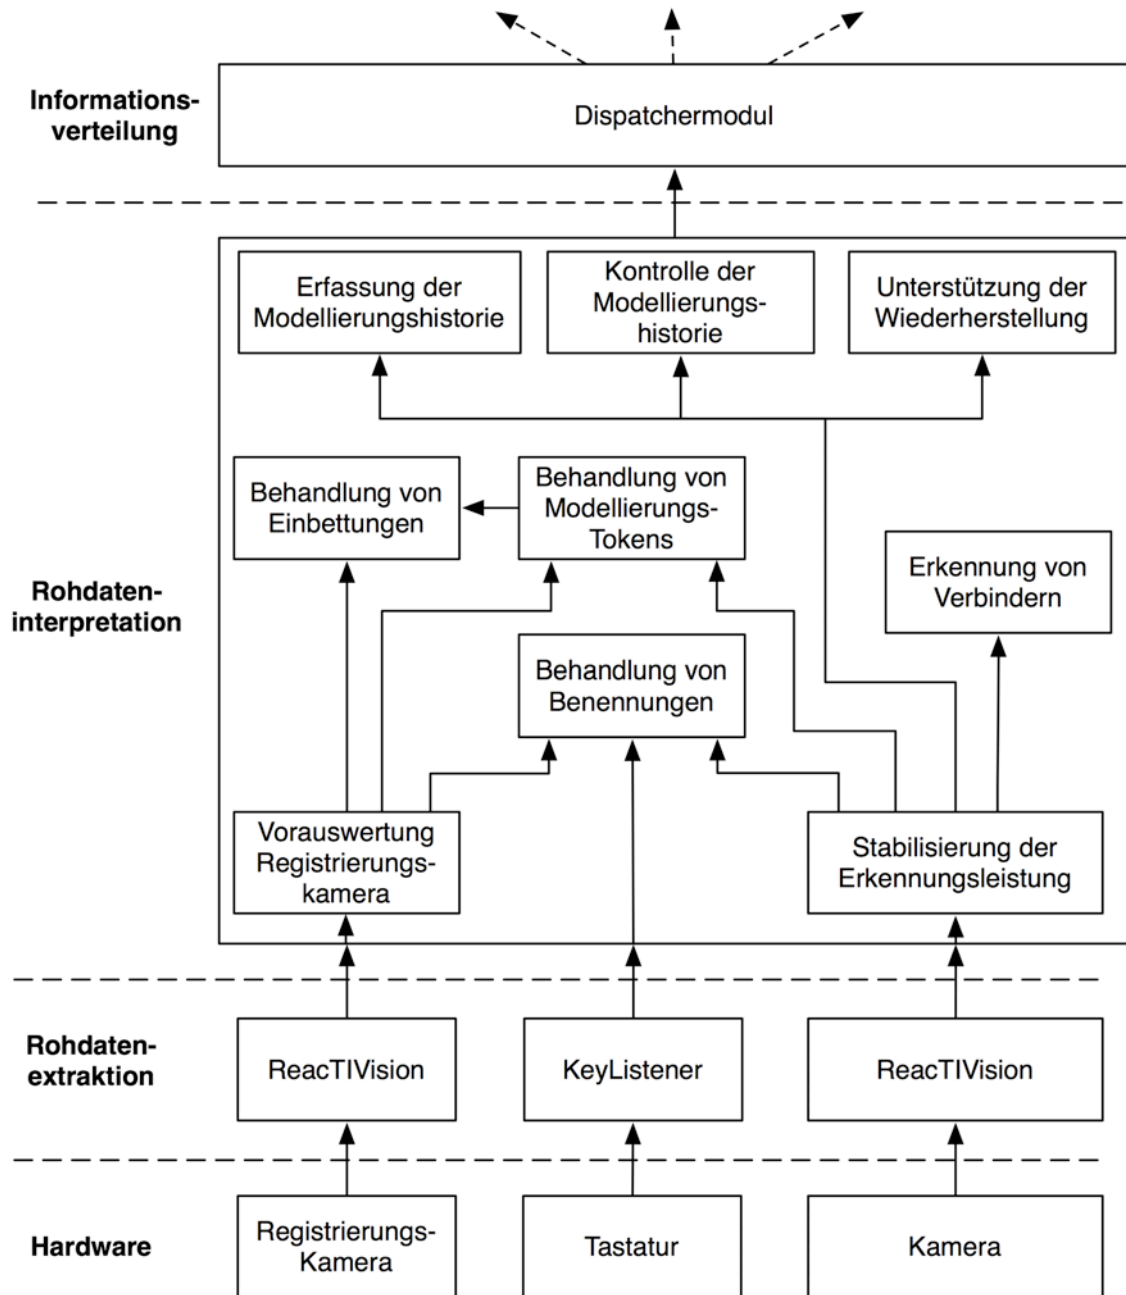 Informations-
verteilung
Dispatchermodul
Erfassung der
Modellierungshistorie
Kontrolle der
Modellierungs-
historie
Unterstützung der
Wiederherstellung
Behandlung von
Einbettungen
Behandlung von
Modellierungs-
Tokens
Erkennung von
Verbindern
Rohdaten-
interpretation
Behandlung von
Benennungen
Vorauswertung
Registrierungs-
kamera
Stabilisierung der
Erkennungsleistung
Rohdaten-
extraktion
ReacTIVision
KeyListener
ReacTIVision
Hardware
Registrierungs-
Kamera
Tastatur
Kamera